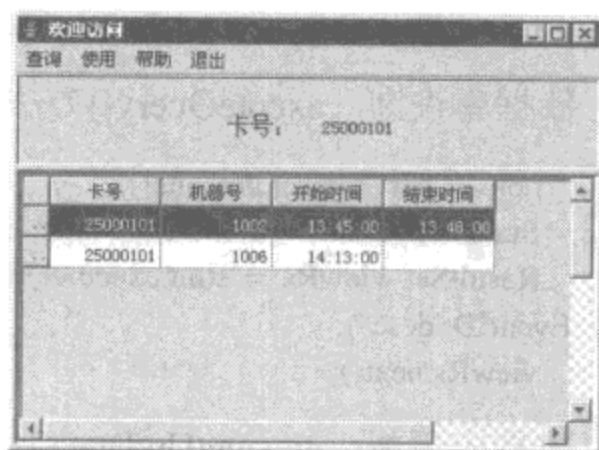 欢迎访问
查询 使用 帮助 退出
卡号: 25000101
卡号 机器号 开始时间 结束时间
25000101 1002 13:45:00 13:48:00
25000101 1006 14:13:00